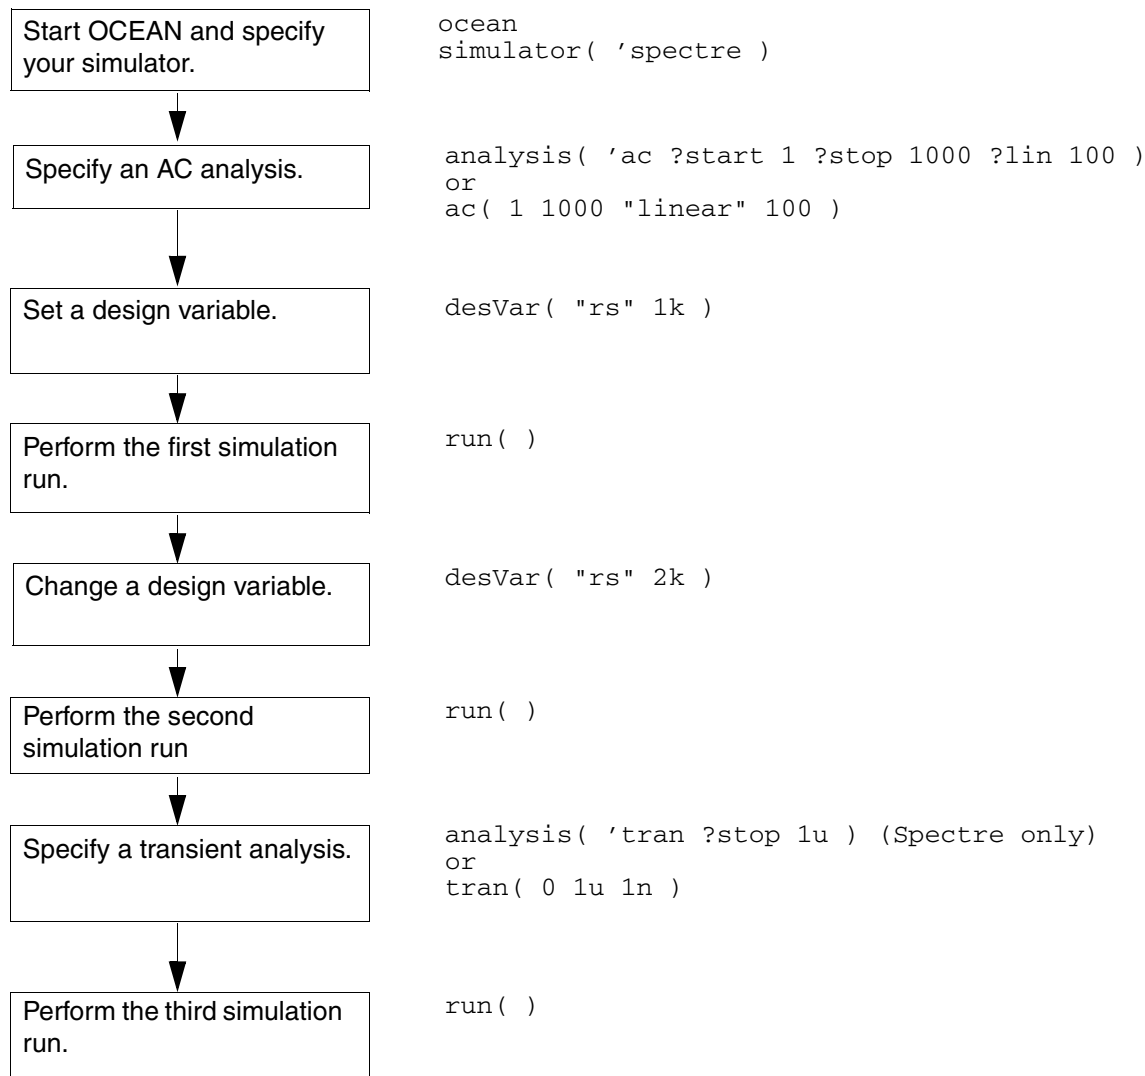 Start OCEAN and specify
your simulator.
ocean
simulator( ’spectre )
Specify an AC analysis.
analysis( ’ac ?start 1 ?stop 1000 ?lin 100 )
or
ac( 1 1000 "linear" 100 )
Set a design variable.
desVar( "rs" 1k )
Perform the first simulation
run.
run( )
Change a design variable.
desVar( "rs" 2k )
Perform the second
simulation run
run( )
Specify a transient analysis.
analysis( ’tran ?stop 1u ) (Spectre only)
or
tran( 0 1u 1n )
Perform the third simulation
run.
run( )